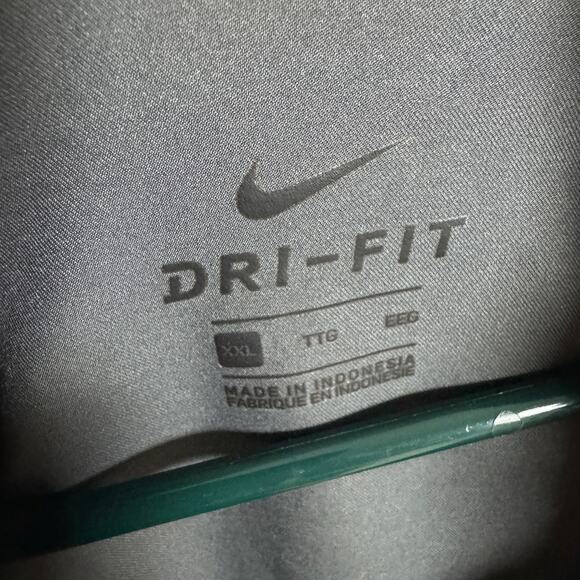 DRI-FIT
XXL TTG EEG
MADE IN INDONESIA
FABRIQUE EN INDONESIE